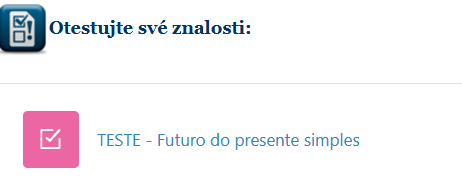 Otestujte své znalosti:
TESTE - Futuro do presente simples